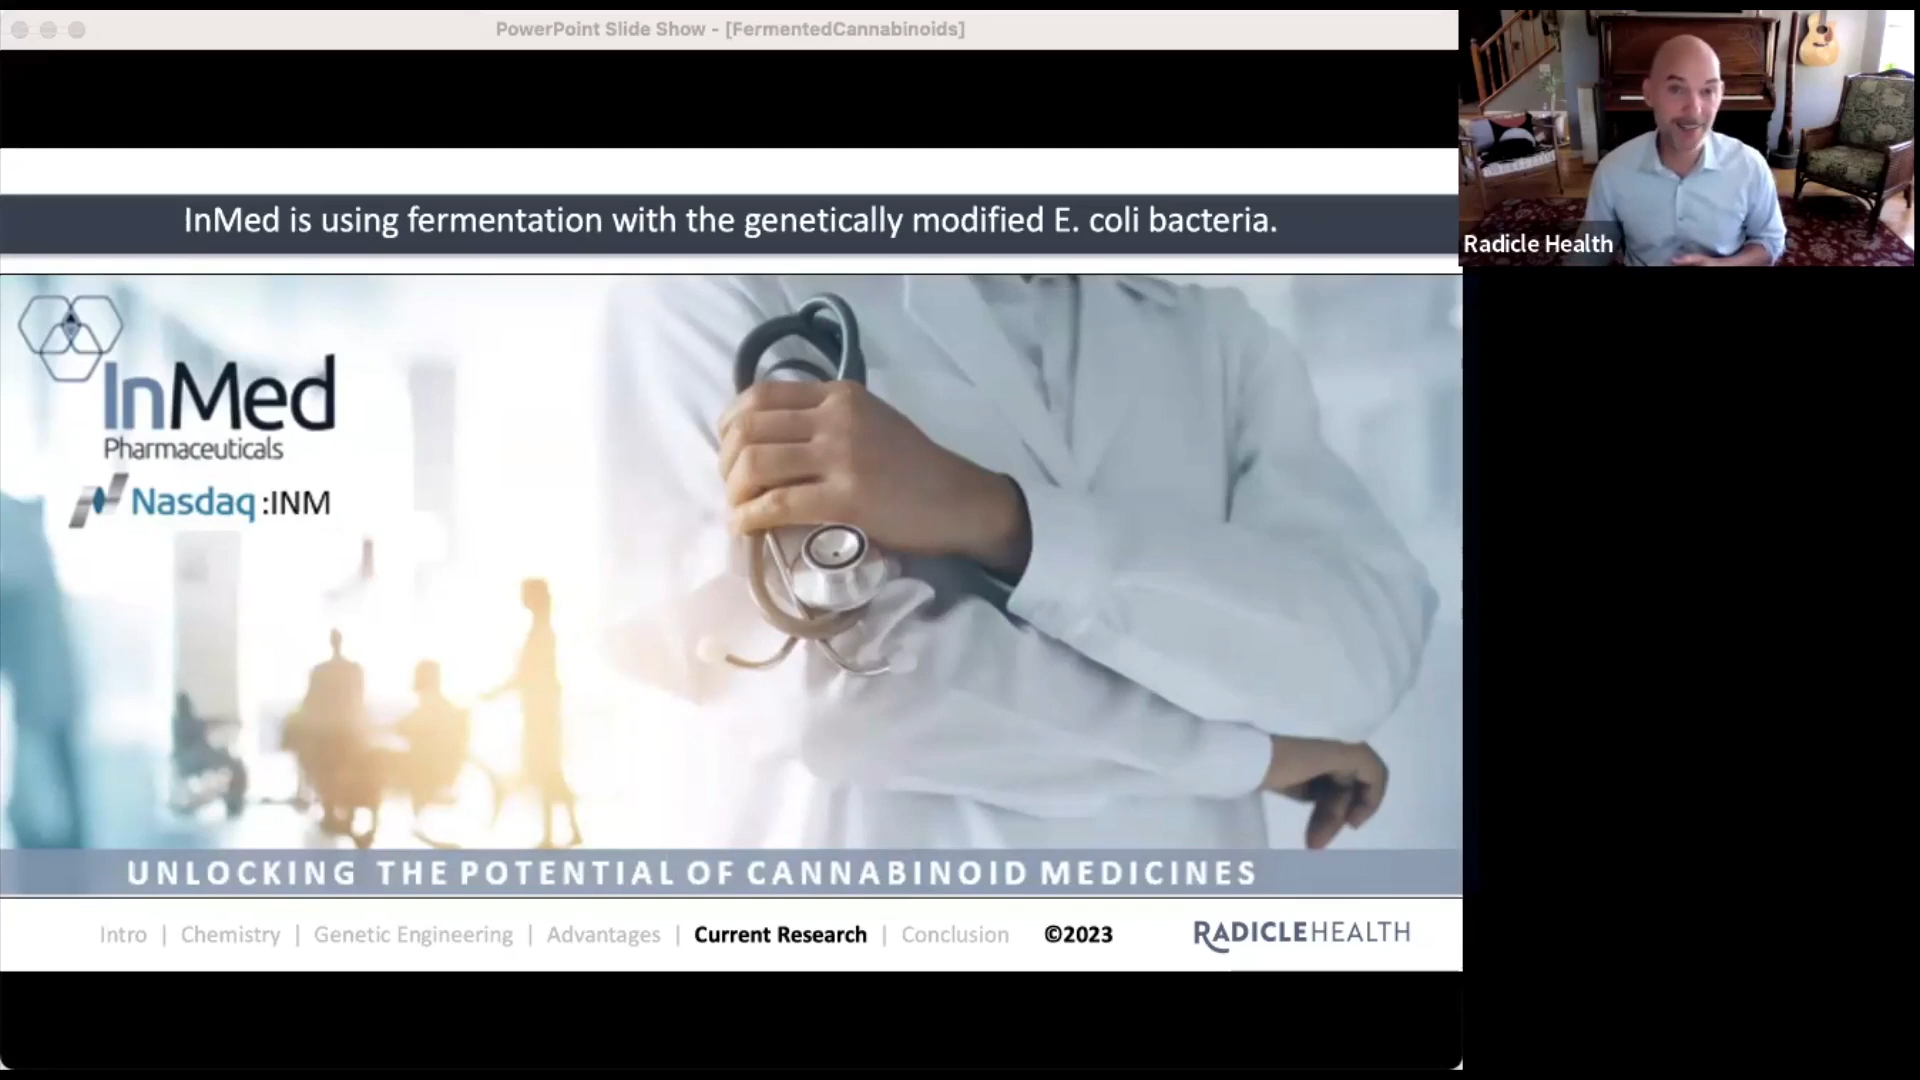 PowerPoint Slide Show - [FermentedCannabinoids]
Radicle Health
InMed is using fermentation with the genetically modified E. coli bacteria.
InMed
Pharmaceuticals
Nasdaq :INM
UNLOCKING THE POTENTIAL OF CANNABINOID MEDICINES
Intro | Chemistry | Genetic Engineering | Advantages | Current Research | Conclusion ©2023 RADICLEHEALTH